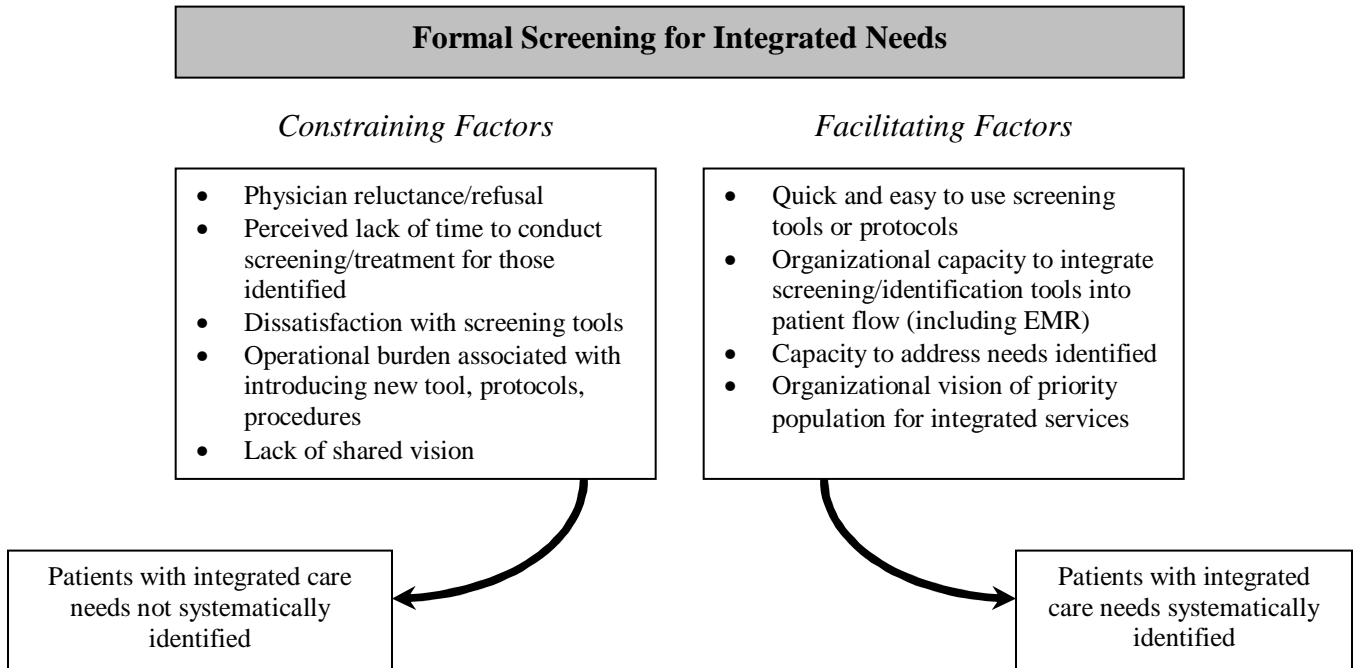 Formal Screening for Integrated Needs
Constraining Factors
• Physician reluctance/refusal
• Perceived lack of time to conduct
screening/treatment for those
identified
• Dissatisfaction with screening tools
• Operational burden associated with
introducing new tool, protocols,
procedures
• Lack of shared vision
Facilitating Factors
• Quick and easy to use screening
tools or protocols
• Organizational capacity to integrate
screening/identification tools into
patient flow (including EMR)
• Capacity to address needs identified
• Organizational vision of priority
population for integrated services
Patients with integrated care
needs not systematically
identified
Patients with integrated
care needs systematically
identified